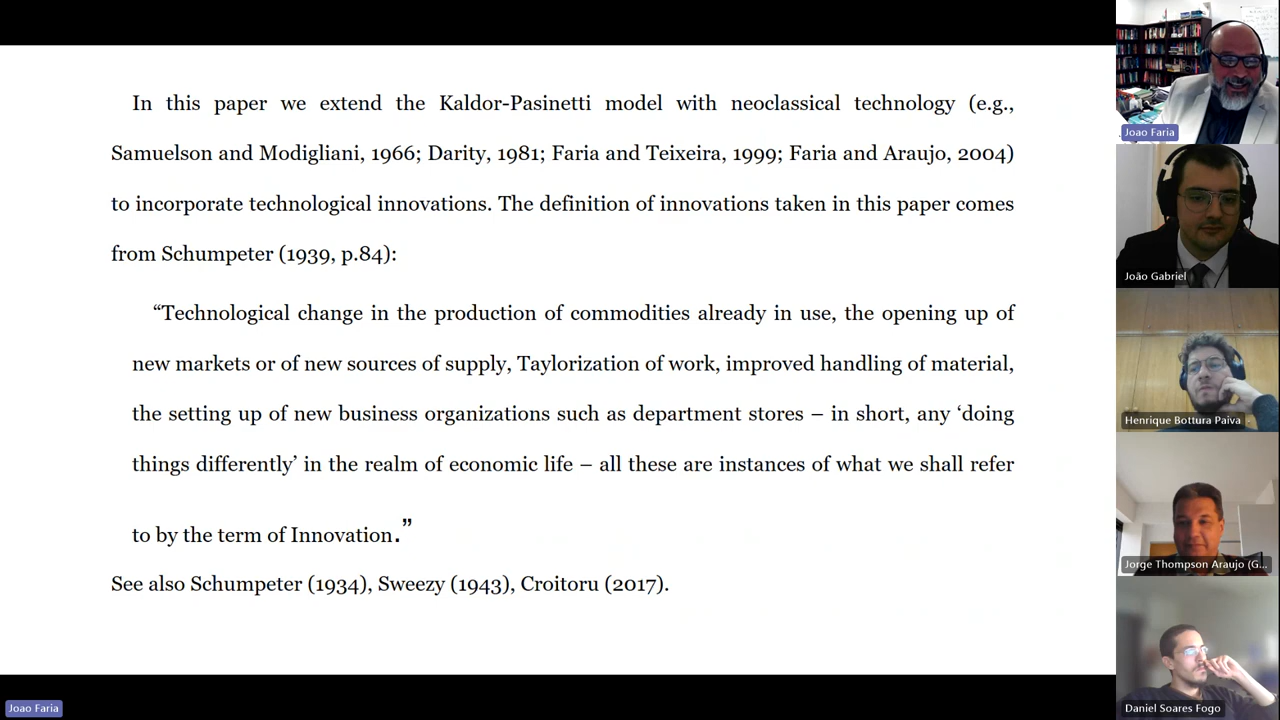 In this paper we extend the Kaldor-Pasinetti model with neoclassical technology (e.g.,
Samuelson and Modigliani, 1966; Darity, 1981; Faria and Teixeira, 1999; Faria and Araujo, 2004)
to incorporate technological innovations. The definition of innovations taken in this paper comes
from Schumpeter (1939, p.84):
“Technological change in the production of commodities already in use, the opening up of
new markets or of new sources of supply, Taylorization of work, improved handling of material,
the setting up of new business organizations such as department stores – in short, any ‘doing
things differently’ in the realm of economic life – all these are instances of what we shall refer
to by the term of Innovation.”
See also Schumpeter (1934), Sweezy (1943), Croitoru (2017).
Joao Faria
João Gabriel
Henrique Bottura Paiva
Jorge Thompson Araujo (G...
Daniel Soares Fogo
Joao Faria